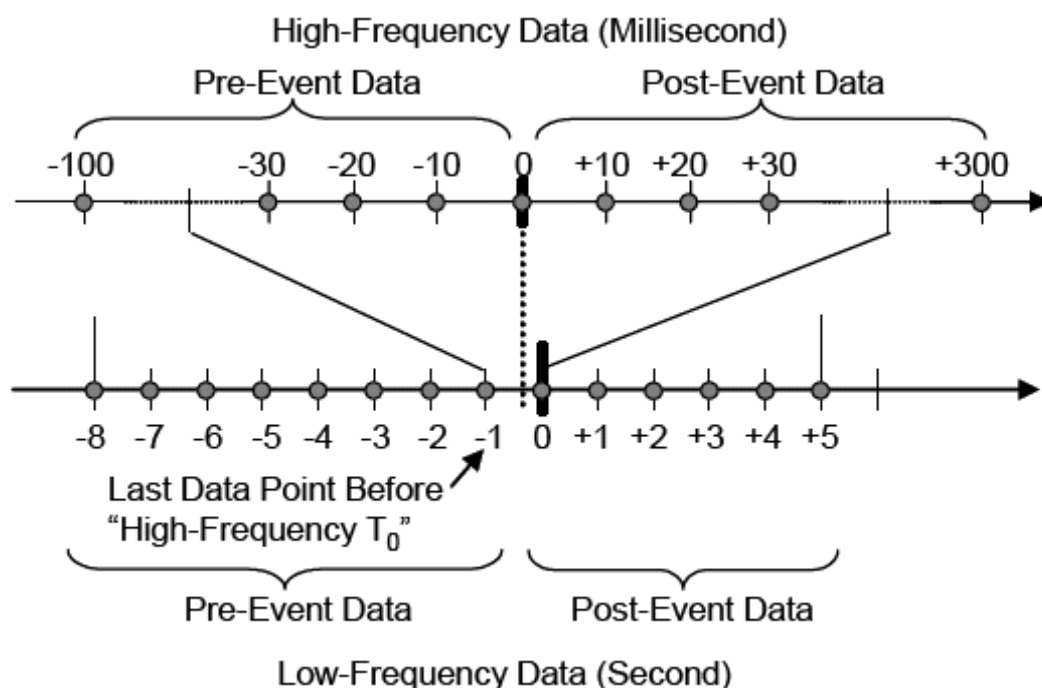 High-Frequency Data (Millisecond)
Pre-Event Data Post-Event Data
-100 -30 -20 -10 0 +10 +20 +30 +300
-8 -7 -6 -5 -4 -3 -2 -1 0 +1 +2 +3 +4 +5
Last Data Point Before
“High-Frequency T0”
Pre-Event Data Post-Event Data
Low-Frequency Data (Second)